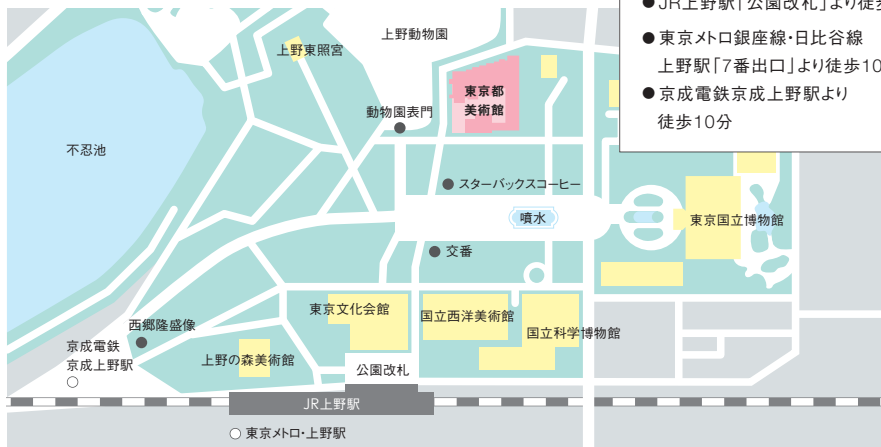 ●JR上野駅「公園改札」より徒歩
●東京メトロ銀座線・日比谷線
上野駅「7番出口」より徒歩10
●京成電鉄京成上野駅より
徒歩10分
上野動物園
上野東照宮
東京都
美術館
動物園表門
不忍池
スターバックスコーヒー
噴水
東京国立博物館
交番
東京文化会館
国立西洋美術館
国立科学博物館
西郷隆盛像
京成電鉄
京成上野駅
上野の森美術館
公園改札
JR上野駅
東京メトロ・上野駅